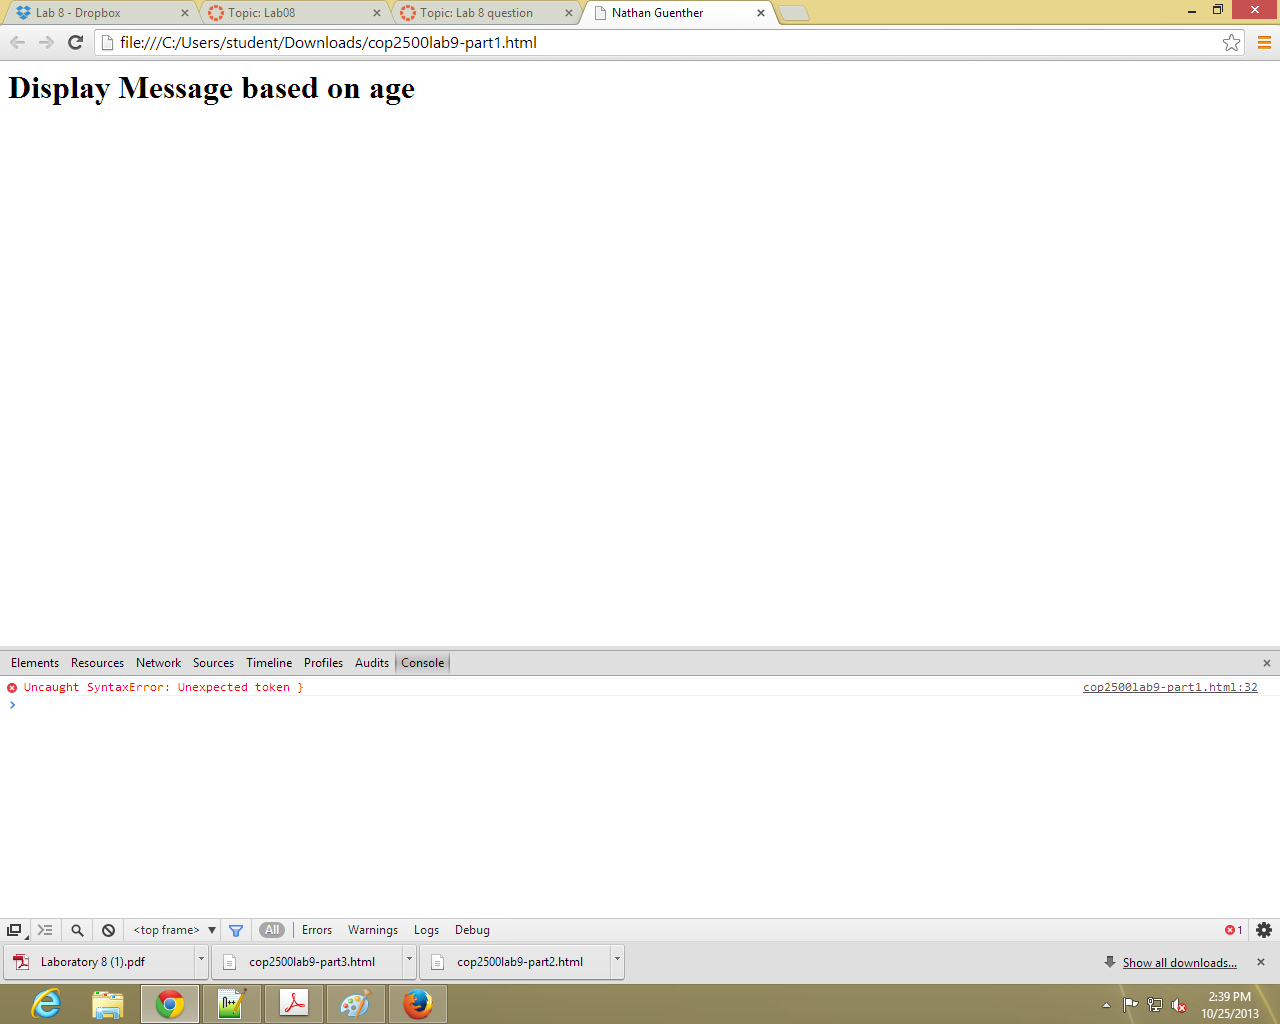 Lab 8 - Dropbox
Topic: Lab08
Topic: Lab 8 question
Nathan Guenther
file:///C:/Users/student/Downloads/cop2500lab9-part1.html
Display Message based on age
Elements Resources Network Sources Timeline Profiles Audits Console
Uncaught SyntaxError: Unexpected token } cop2500lab9-part1.html:32
<top frame> All Errors Warnings Logs Debug 1
Laboratory 8 (1).pdf cop2500lab9-part3.html cop2500lab9-part2.html Show all downloads...
2:39 PM
10/25/2013